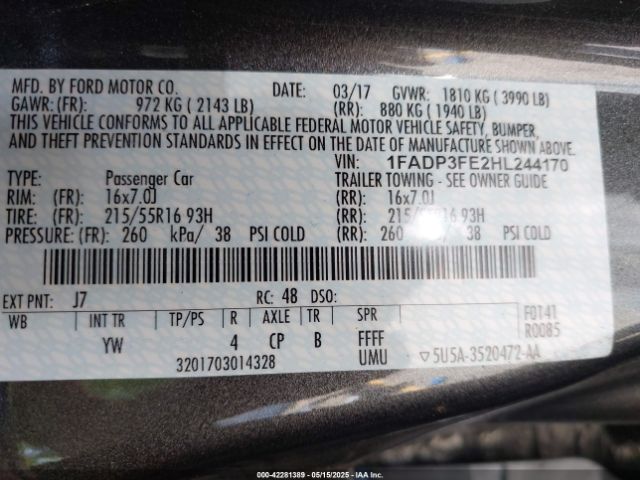 MFD. BY FORD MOTOR CO. DATE: 03/17 GVWR: 1810 KG ( 3990 LB)
GAWR: (FR): 972 KG ( 2143 LB) (RR): 880 KG ( 1940 LB)
THIS VEHICLE CONFORMS TO ALL APPLICABLE FEDERAL MOTOR VEHICLE SAFETY, BUMPER,
AND THEFT PREVENTION STANDARDS IN EFFECT ON THE DATE OF MANUFACTURE SHOWN ABOVE.
VIN: 1FADP3FE2HL244170
TYPE: Passenger Car TRAILER TOWING - SEE OWNER GUIDE
RIM: (FR): 16x7.0J (RR): 16x7.0J
TIRE: (FR): 215/55R16 93H (RR): 215/55R16 93H
PRESSURE: (FR): 260 kPa/ 38 PSI COLD (RR): 260 kPa/ 38 PSI COLD
EXT PNT: J7 RC: 48 DSO:
WB INT TR TP/PS R AXLE TR SPR F0141
YW 4 CP B FFFF R0085
3201703014328 UMU ▽5U5A-3520472-AA
000-42281389 - 05/15/2025 - IAAI.COM